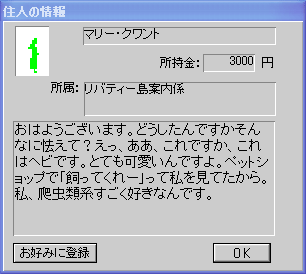 住人の情報
マリー・クワント
所持金: 3000 円
所属: リバティー島案内係
おはようございます。どうしたんですかそん
なに怯えて？えっ、ああ、これですか、これ
はヘビです。とても可愛いんですよ。ペットシ
ョップで「飼ってくれー」って私を見てたから。
私、爬虫類系すごく好きなんです。
お好みに登録
OK